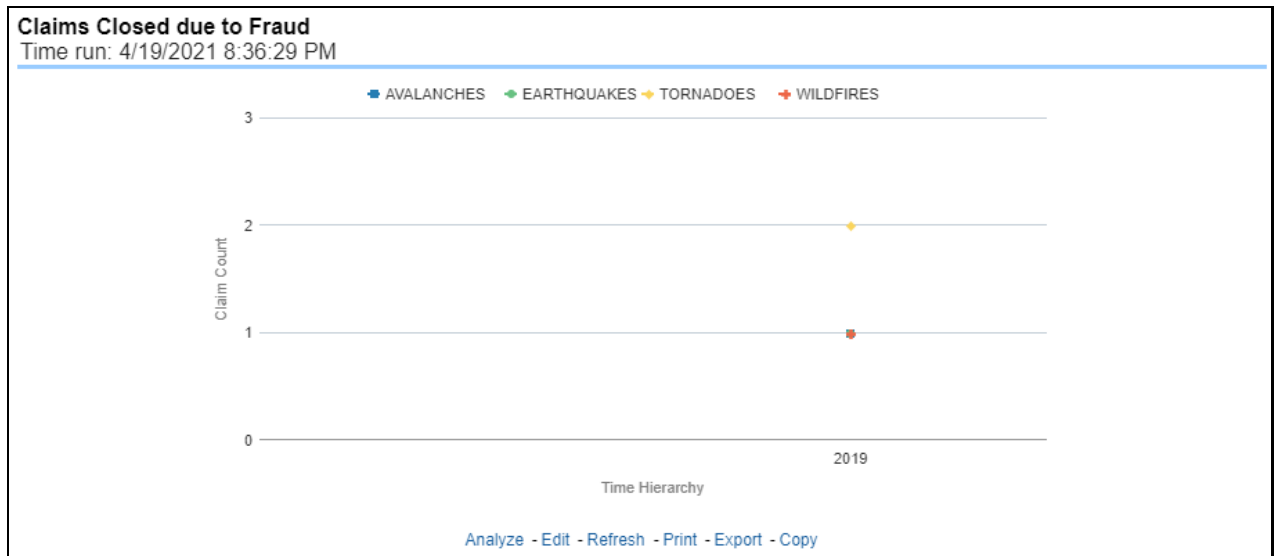 Claims Closed due to Fraud
Time run: 4/19/2021 8:36:29 PM
AVALANCHES EARTHQUAKES TORNADOES WILDFIRES
3
2
Claim Count
1
0
2019
Time Hierarchy
Analyze - Edit - Refresh - Print - Export - Copy